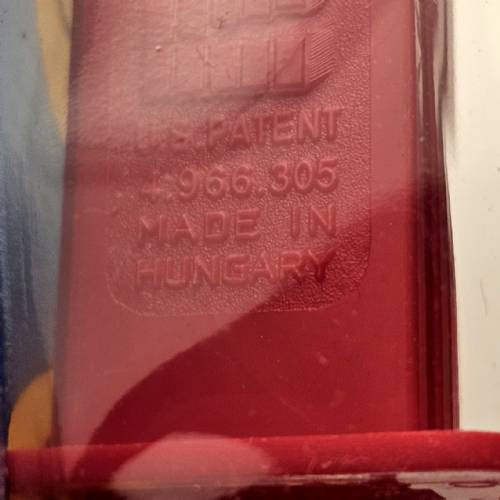 U.S. PATENT
4.966.305
MADE IN
HUNGARY